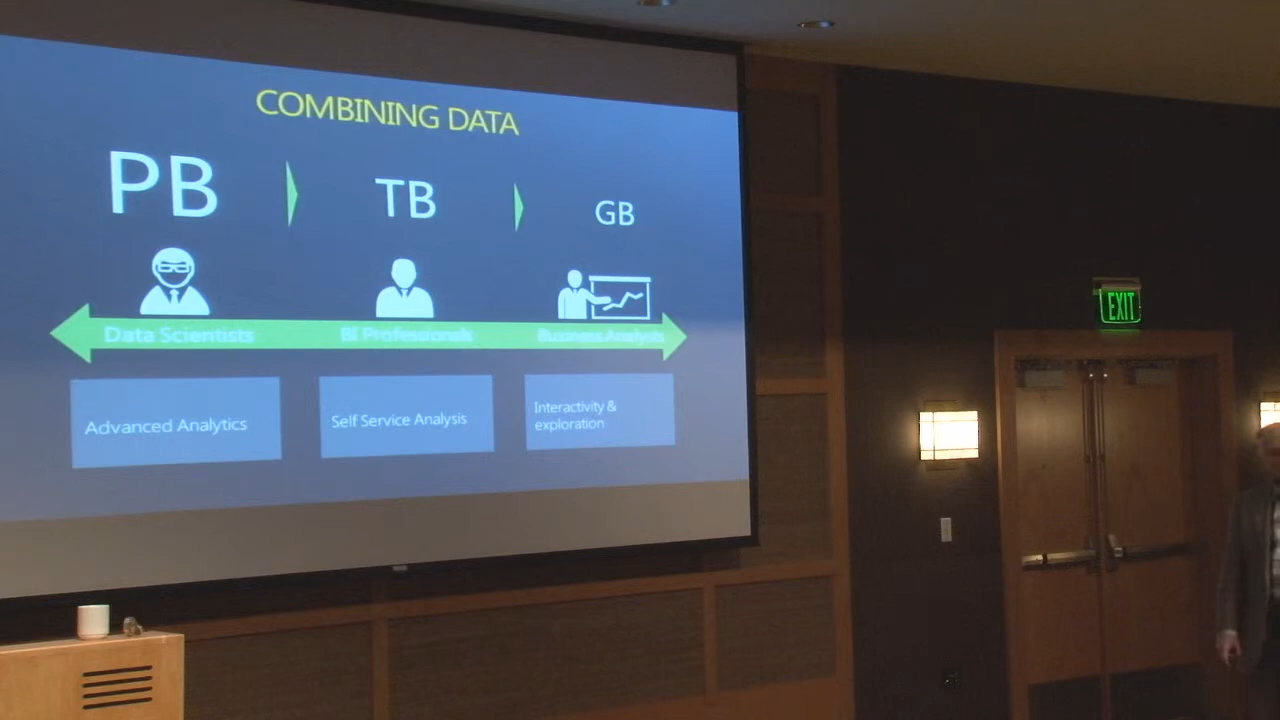 COMBINING DATA
PB
TB
GB
Data Scientists
BI Professionals
Business Analysts
Advanced Analytics
Self Service Analysis
Interactivity &
exploration
EXIT